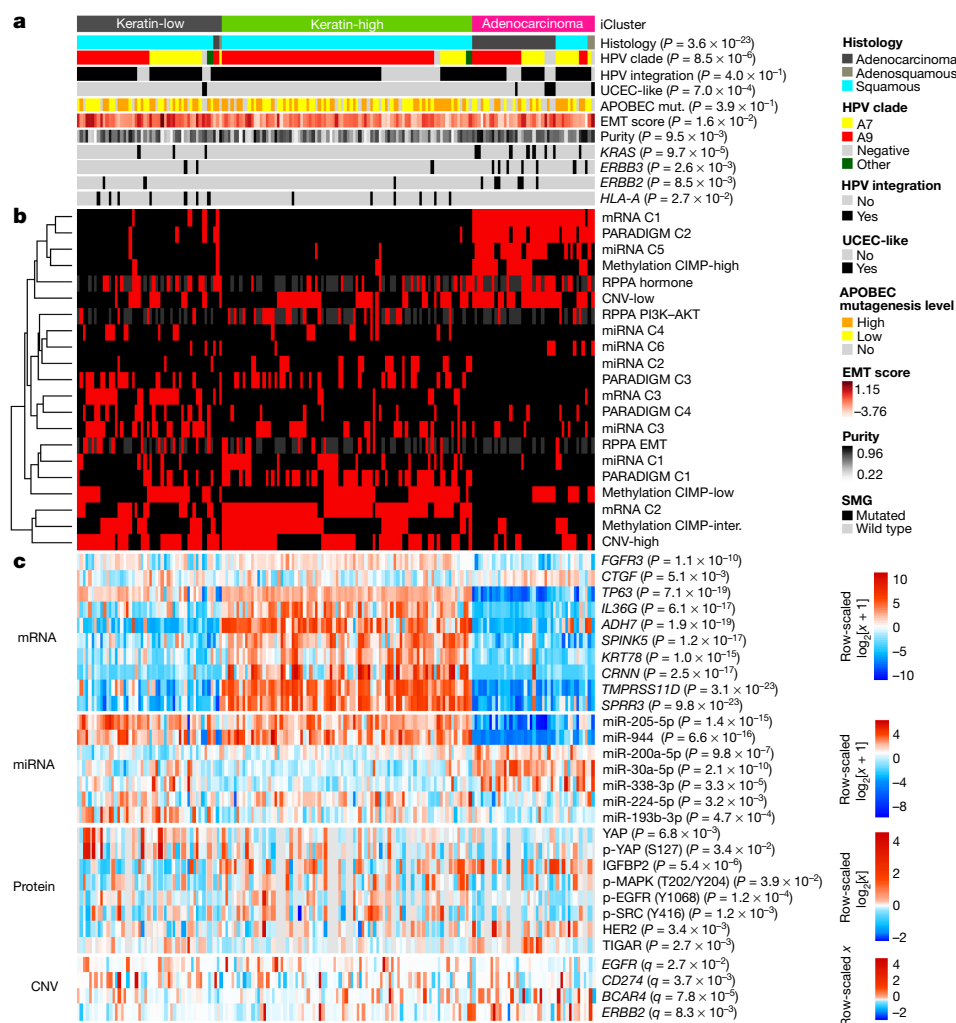 a
Keratin-low Keratin-high Adenocarcinoma iCluster
Histology (P = 3.6 × 10–23)
HPV clade (P = 8.5 × 10–6)
HPV integration (P = 4.0 × 10–1)
UCEC-like (P = 7.0 × 10–4)
APOBEC mut. (P = 3.9 × 10–1)
EMT score (P = 1.6 × 10–2)
Purity (P = 9.5 × 10–3)
KRAS (P = 9.7 × 10–5)
ERBB3 (P = 2.6 × 10–3)
ERBB2 (P = 8.5 × 10–3)
HLA-A (P = 2.7 × 10–2)
b
mRNA C1
PARADIGM C2
miRNA C5
Methylation CIMP-high
RPPA hormone
CNV-low
RPPA PI3K–AKT
miRNA C4
miRNA C6
miRNA C2
PARADIGM C3
mRNA C3
PARADIGM C4
miRNA C3
RPPA EMT
miRNA C1
PARADIGM C1
Methylation CIMP-low
mRNA C2
Methylation CIMP-inter.
CNV-high
c
mRNA
FGFR3 (P = 1.1 × 10–10)
CTGF (P = 5.1 × 10–3)
TP63 (P = 7.1 × 10–19)
IL36G (P = 6.1 × 10–17)
ADH7 (P = 1.9 × 10–19)
SPINK5 (P = 1.2 × 10–17)
KRT78 (P = 1.0 × 10–15)
CRNN (P = 2.5 × 10–17)
TMPRSS11D (P = 3.1 × 10–23)
SPRR3 (P = 9.8 × 10–23)
miRNA
miR-205-5p (P = 1.4 × 10–15)
miR-944 (P = 6.6 × 10–16)
miR-200a-5p (P = 9.8 × 10–7)
miR-30a-5p (P = 2.1 × 10–10)
miR-338-3p (P = 3.3 × 10–5)
miR-224-5p (P = 3.2 × 10–3)
miR-193b-3p (P = 4.7 × 10–4)
Protein
YAP (P = 6.8 × 10–3)
p-YAP (S127) (P = 3.4 × 10–2)
IGFBP2 (P = 5.4 × 10–6)
p-MAPK (T202/Y204) (P = 3.9 × 10–2)
p-EGFR (Y1068) (P = 1.2 × 10–4)
p-SRC (Y416) (P = 1.2 × 10–3)
HER2 (P = 3.4 × 10–3)
TIGAR (P = 2.7 × 10–3)
CNV
EGFR (q = 2.7 × 10–2)
CD274 (q = 3.7 × 10–3)
BCAR4 (q = 7.8 × 10–5)
ERBB2 (q = 8.3 × 10–3)
Histology
Adenocarcinoma
Adenosquamous
Squamous
HPV clade
A7
A9
Negative
Other
HPV integration
No
Yes
UCEC-like
No
Yes
APOBEC
mutagenesis level
High
Low
No
EMT score
1.15
–3.76
Purity
0.96
0.22
SMG
Mutated
Wild type
Row-scaled
log2[x + 1]
10
5
0
–5
–10
Row-scaled
log2[x + 1]
4
0
–4
–8
Row-scaled
log2[x]
4
2
0
–2
Row-scaled x
4
2
0
–2